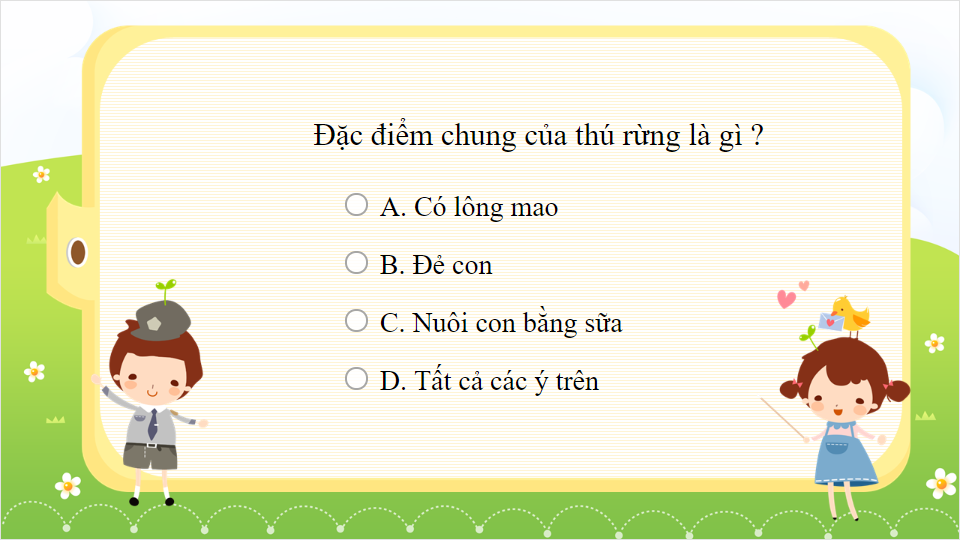 Đặc điểm chung của thú rừng là gì ?
A. Có lông mao
B. Đẻ con
C. Nuôi con bằng sữa
D. Tất cả các ý trên